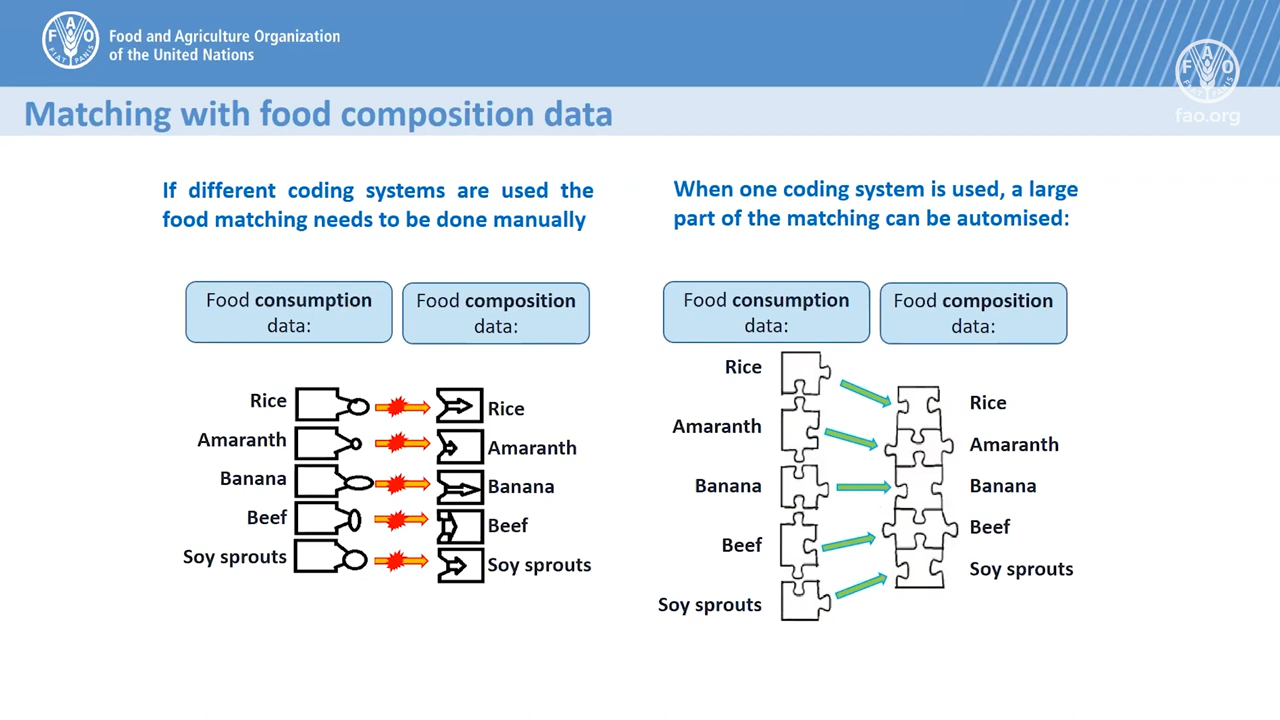 FAO
FIAT PANIS
Food and Agriculture Organization
of the United Nations
FAO
fao.org
Matching with food composition data
If different coding systems are used the
food matching needs to be done manually
Food consumption
data:
Food composition
data:
Rice
Rice
Amaranth
Amaranth
Banana
Banana
Beef
Beef
Soy sprouts
Soy sprouts
When one coding system is used, a large
part of the matching can be automised:
Food consumption
data:
Food composition
data:
Rice
Rice
Amaranth
Amaranth
Banana
Banana
Beef
Beef
Soy sprouts
Soy sprouts